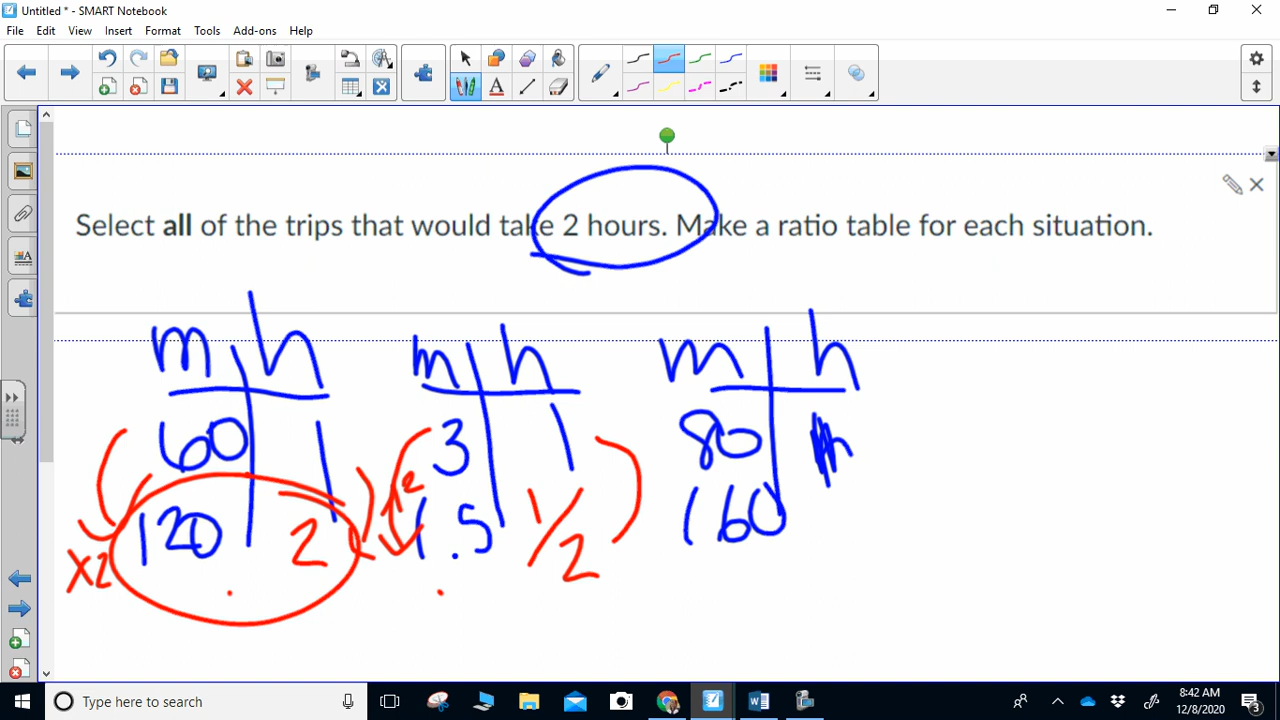 Untitled * - SMART Notebook
File Edit View Insert Format Tools Add-ons Help
Select all of the trips that would take 2 hours. Make a ratio table for each situation.
m h
60 1
120 2
x2
m h
3 1
1.5 1/2
m h
80
160
Type here to search
8:42 AM
12/8/2020
3